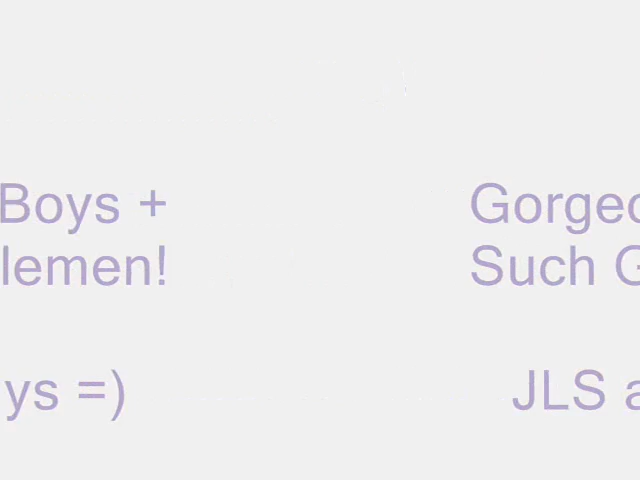 Boys +
lemen!
ys =)
Gorgeo
Such G
JLS a